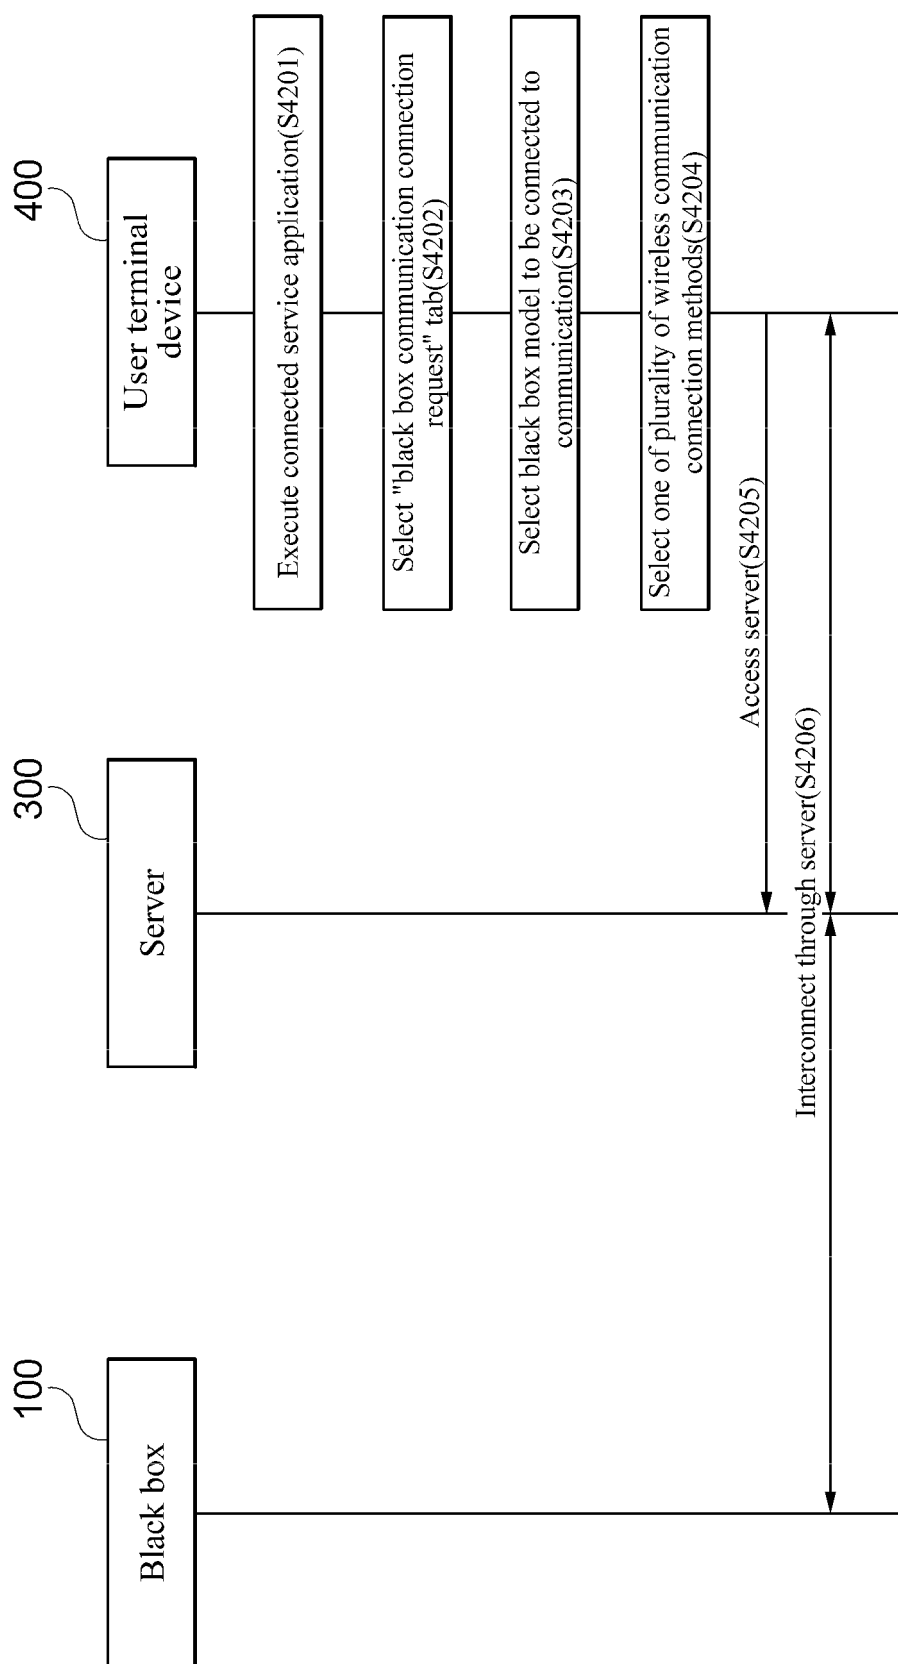 100
300
400
Black box
Server
User terminal
device
Execute connected service application(S4201)
Select "black box communication connection
request" tab(S4202)
Select black box model to be connected to
communication(S4203)
Select one of plurality of wireless communication
connection methods(S4204)
Access server(S4205)
Interconnect through server(S4206)